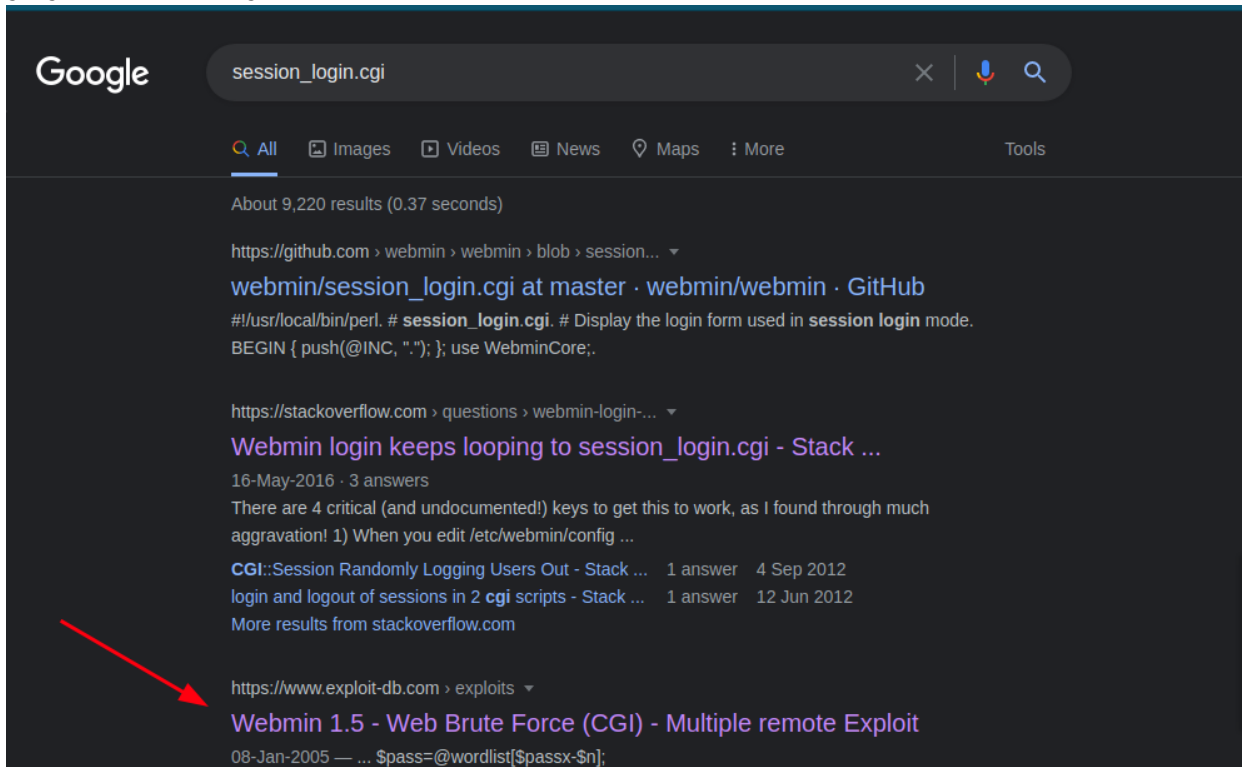 Google
session_login.cgi
All Images Videos News Maps More Tools
About 9,220 results (0.37 seconds)
https://github.com › webmin › webmin › blob › session...
webmin/session_login.cgi at master · webmin/webmin · GitHub
#!/usr/local/bin/perl. # session_login.cgi. # Display the login form used in session login mode.
BEGIN { push(@INC, "."); }; use WebminCore;.
https://stackoverflow.com › questions › webmin-login-...
Webmin login keeps looping to session_login.cgi - Stack ...
16-May-2016 · 3 answers
There are 4 critical (and undocumented!) keys to get this to work, as I found through much
aggravation! 1) When you edit /etc/webmin/config ...
CGI::Session Randomly Logging Users Out - Stack ... 1 answer 4 Sep 2012
login and logout of sessions in 2 cgi scripts - Stack ... 1 answer 12 Jun 2012
More results from stackoverflow.com
https://www.exploit-db.com › exploits
Webmin 1.5 - Web Brute Force (CGI) - Multiple remote Exploit
08-Jan-2005 — ... $pass=@wordlist[$passx-$n];